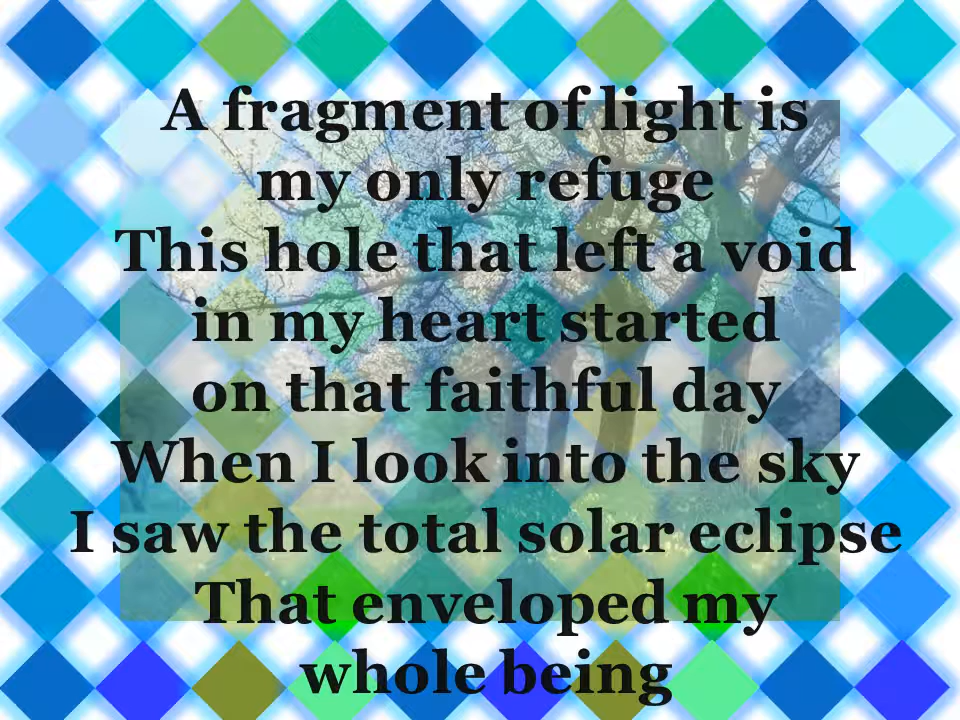 A fragment of light is
my only refuge
This hole that left a void
in my heart started
on that faithful day
When I look into the sky
I saw the total solar eclipse
That enveloped my
whole being